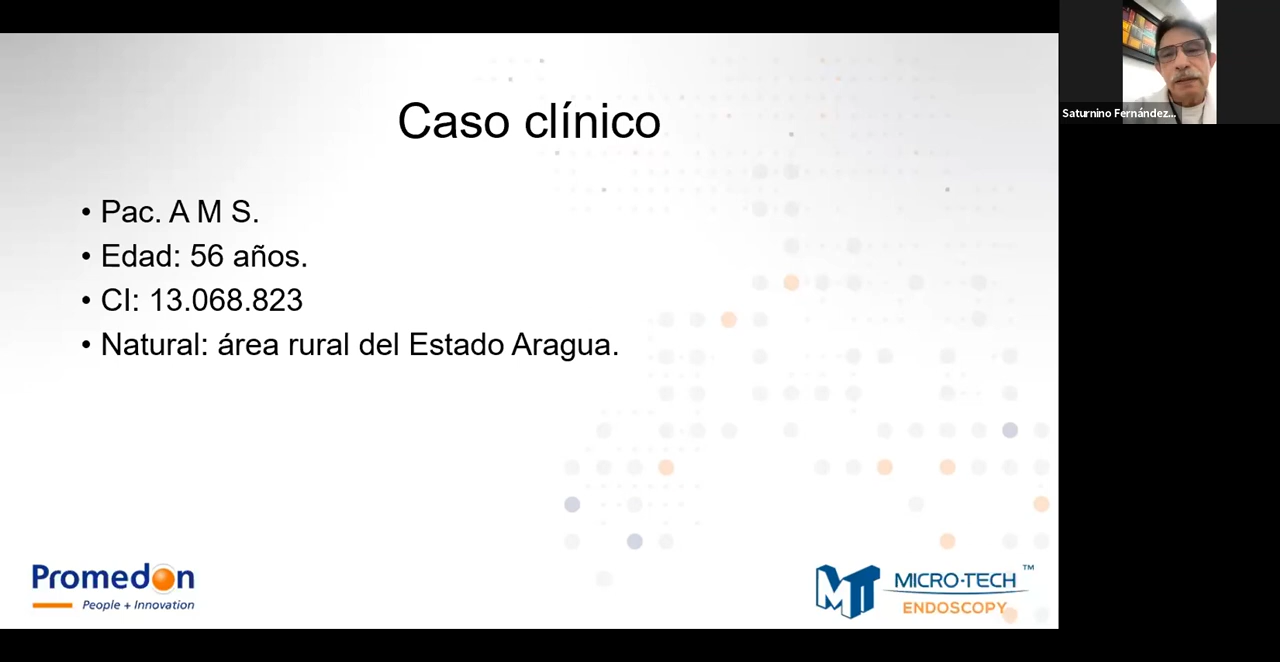 Caso clínico
• Pac. A M S.
• Edad: 56 años.
• CI: 13.068.823
• Natural: área rural del Estado Aragua.
Promedon
People + Innovation
MICRO-TECH™
ENDOSCOPY
Saturnino Fernández...